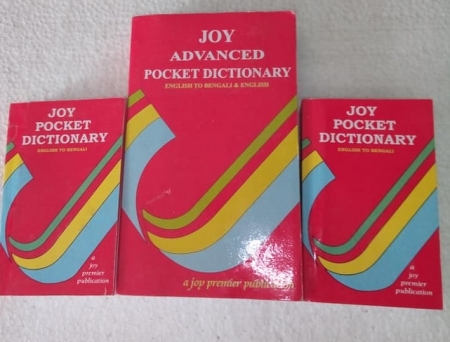 JOY
POCKET
DICTIONARY
ENGLISH TO BENGALI
a
joy
premier
publication
JOY
ADVANCED
POCKET DICTIONARY
ENGLISH TO BENGALI & ENGLISH
a joy premier publication
JOY
POCKET
DICTIONARY
ENGLISH TO BENGALI
a
joy
premier
publication